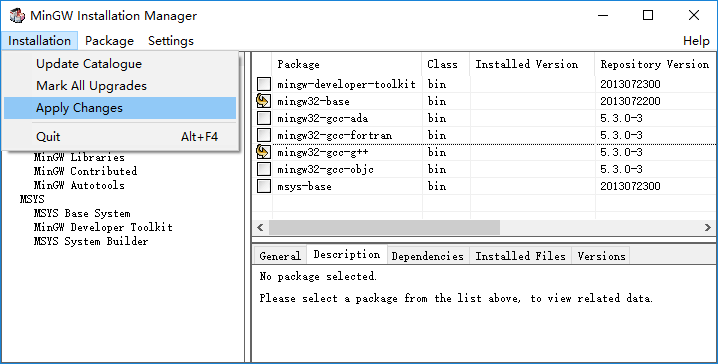 MinGW Installation Manager
Installation Package Settings Help
Update Catalogue
Mark All Upgrades
Apply Changes
Quit Alt+F4
MinGW Libraries
MinGW Contributed
MinGW Autotools
MSYS
MSYS Base System
MinGW Developer Toolkit
MSYS System Builder
Package Class Installed Version Repository Version
mingw-developer-toolkit bin 2013072300
mingw32-base bin 2013072200
mingw32-gcc-ada bin 5.3.0-3
mingw32-gcc-fortran bin 5.3.0-3
mingw32-gcc-g++ bin 5.3.0-3
mingw32-gcc-objc bin 5.3.0-3
msys-base bin 2013072300
General Description Dependencies Installed Files Versions
No package selected.
Please select a package from the list above, to view related data.